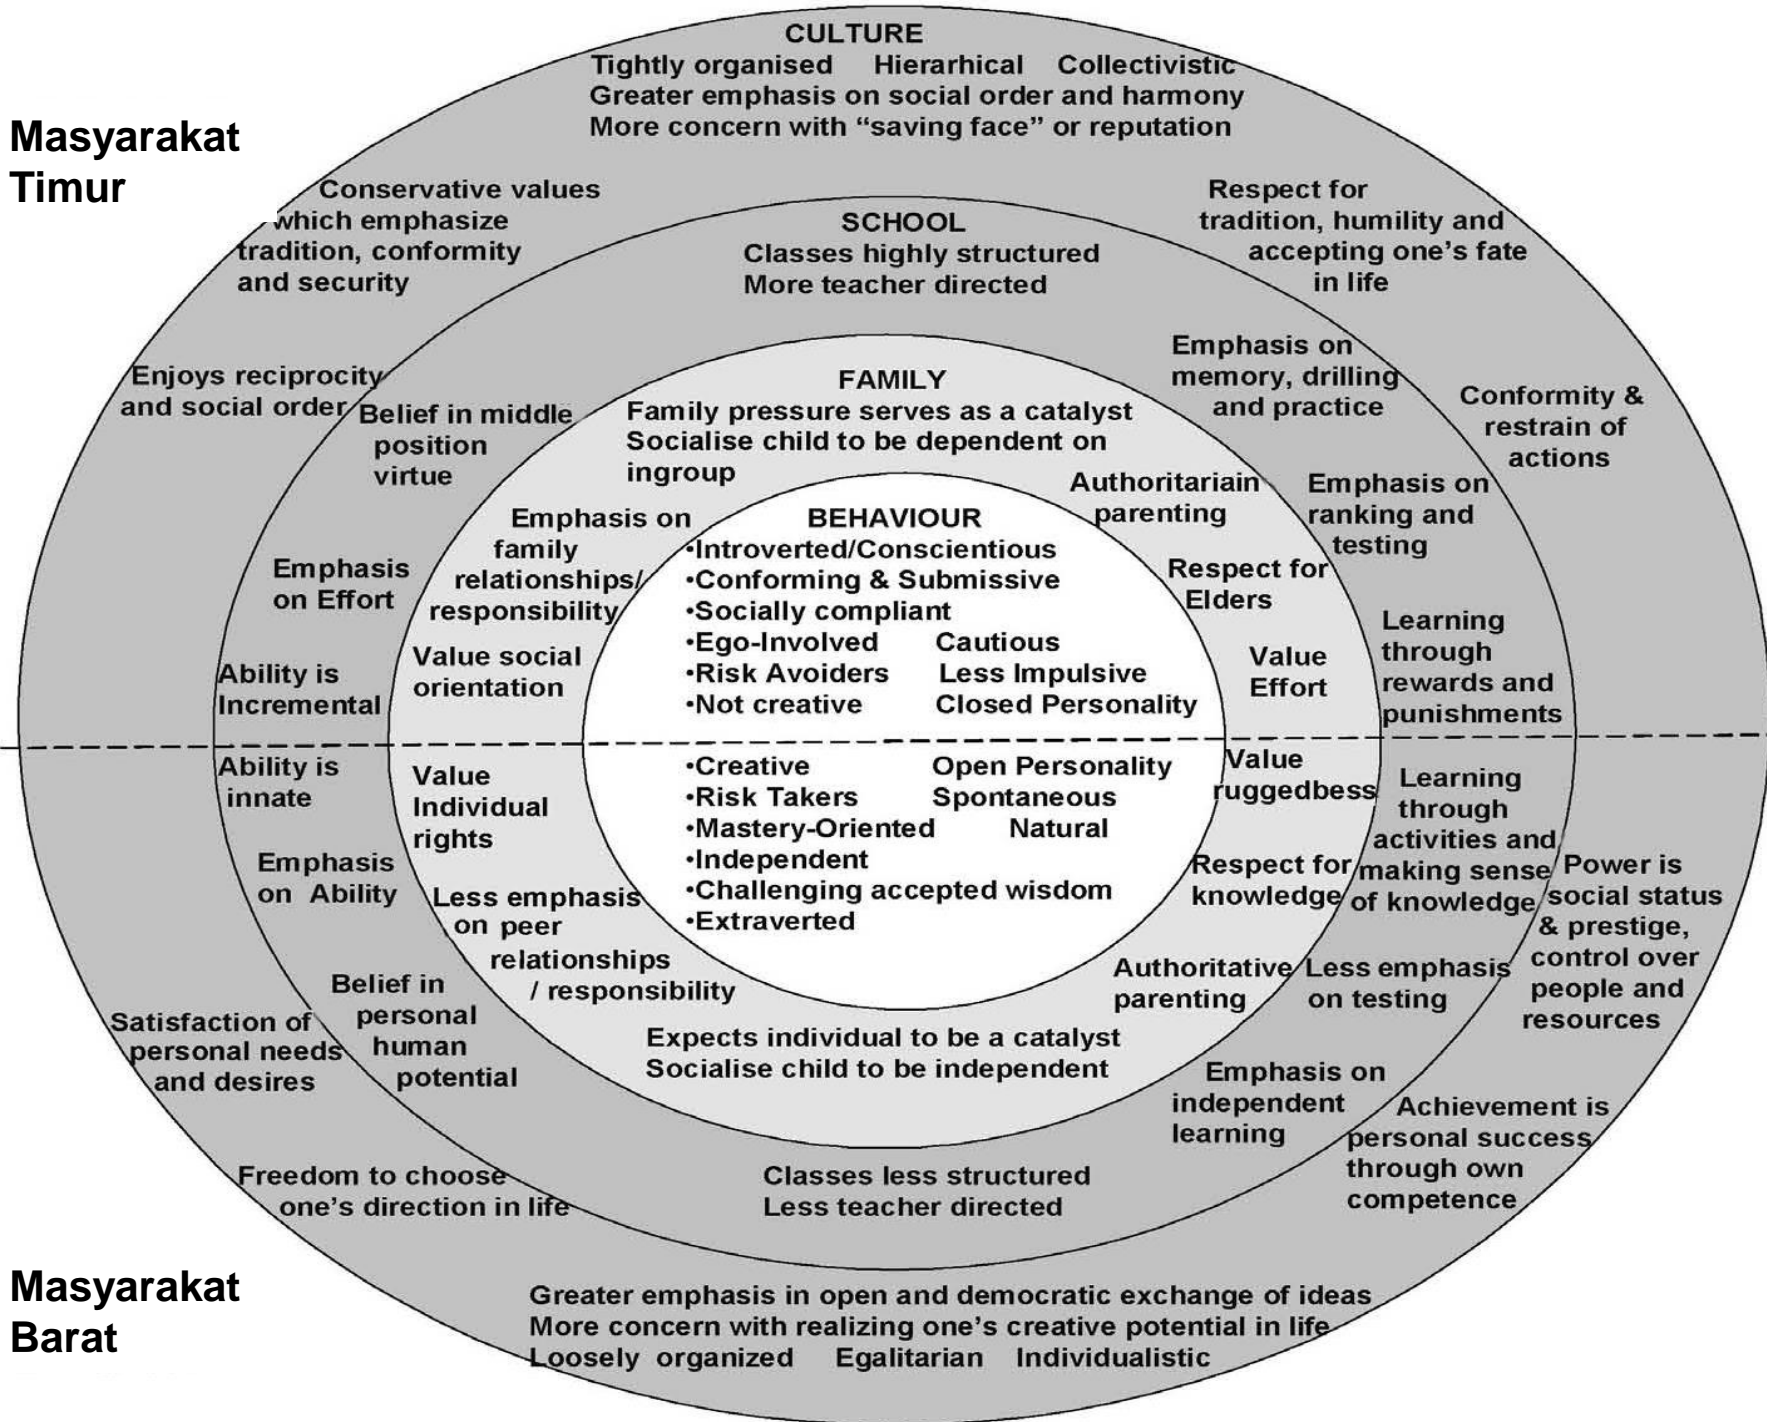 CULTURE
Tightly organised Hierarhical Collectivistic
Greater emphasis on social order and harmony
More concern with “saving face” or reputation
Masyarakat
Timur
Conservative values
which emphasize
tradition, conformity
and security
Respect for
tradition, humility and
accepting one’s fate
in life
SCHOOL
Classes highly structured
More teacher directed
Enjoys reciprocity
and social order
Belief in middle
position
virtue
FAMILY
Family pressure serves as a catalyst
Socialise child to be dependent on
ingroup
Emphasis on
memory, drilling
and practice
Conformity &
restrain of
actions
Emphasis on
family
relationships/
responsibility
Authoritariain
parenting
Emphasis on
ranking and
testing
Emphasis
on Effort
BEHAVIOUR
•Introverted/Conscientious
•Conforming & Submissive
•Socially compliant
•Ego-Involved Cautious
•Risk Avoiders Less Impulsive
•Not creative Closed Personality
Respect for
Elders
Learning
through
rewards and
punishments
Ability is
Incremental
Value social
orientation
Value
Effort
Ability is
innate
Value
Individual
rights
•Creative Open Personality
•Risk Takers Spontaneous
•Mastery-Oriented Natural
•Independent
•Challenging accepted wisdom
•Extraverted
Value
ruggedbess
Learning
through
activities and
making sense
of knowledge
Emphasis
on Ability
Less emphasis
on peer
relationships
/ responsibility
Respect for
knowledge
Power is
social status
& prestige,
control over
people and
resources
Belief in
personal
human
potential
Authoritative
parenting
Less emphasis
on testing
Satisfaction of
personal needs
and desires
Expects individual to be a catalyst
Socialise child to be independent
Emphasis on
independent
learning
Achievement is
personal success
through own
competence
Freedom to choose
one’s direction in life
Classes less structured
Less teacher directed
Masyarakat
Barat
Greater emphasis in open and democratic exchange of ideas
More concern with realizing one’s creative potential in life
Loosely organized Egalitarian Individualistic